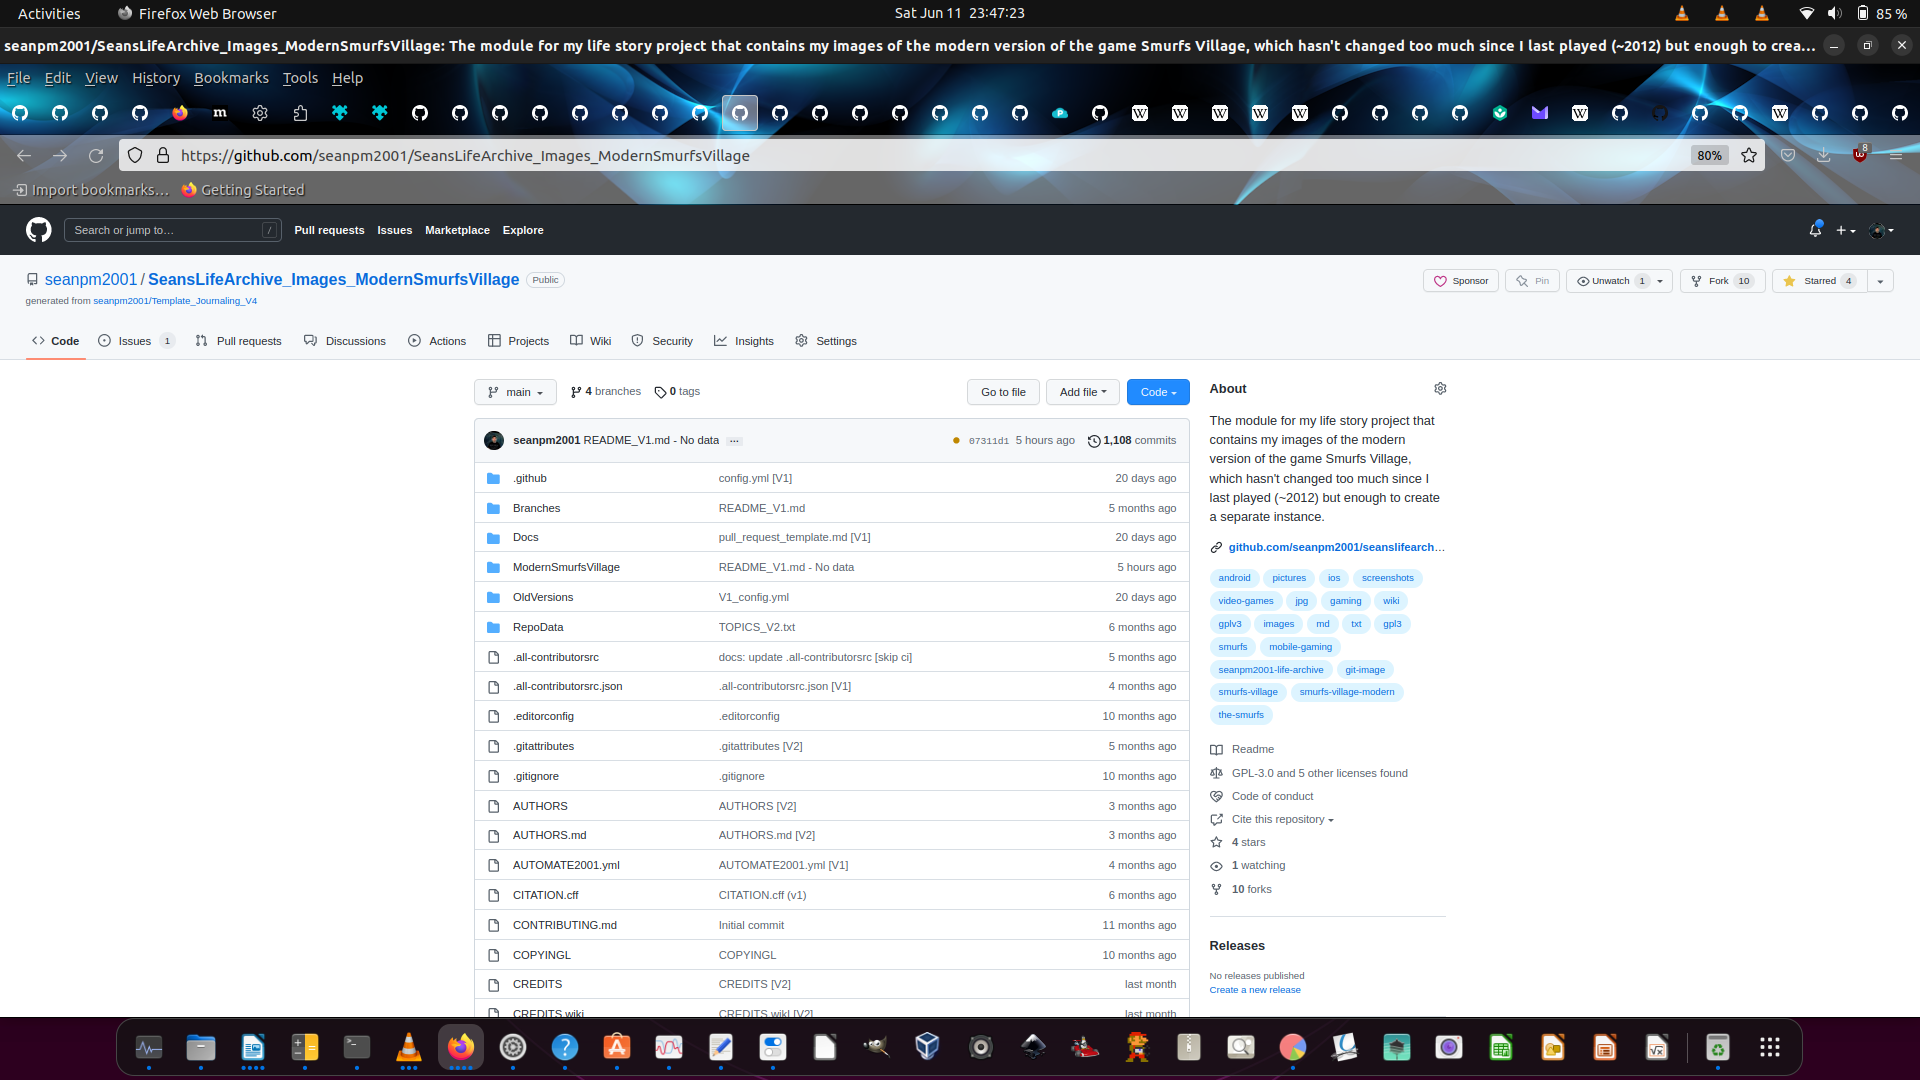 Activities
Firefox Web Browser
Sat Jun 11 23:47:23
85 %
seanpm2001/SeansLifeArchive_Images_ModernSmurfsVillage: The module for my life story project that contains my images of the modern version of the game Smurfs Village, which hasn't changed too much since I last played (~2012) but enough to crea…
File Edit View History Bookmarks Tools Help
https://github.com/seanpm2001/SeansLifeArchive_Images_ModernSmurfsVillage
80%
8
Import bookmarks…
Getting Started
Search or jump to…
/
Pull requests Issues Marketplace Explore
seanpm2001 / SeansLifeArchive_Images_ModernSmurfsVillage Public
Sponsor Pin Unwatch 1 Fork 10 Starred 4
generated from seanpm2001/Template_Journaling_V4
Code Issues 1 Pull requests Discussions Actions Projects Wiki Security Insights Settings
main 4 branches 0 tags
Go to file Add file Code
seanpm2001 README_V1.md - No data ... 07311d1 5 hours ago 1,108 commits
.github config.yml [V1] 20 days ago
Branches README_V1.md 5 months ago
Docs pull_request_template.md [V1] 20 days ago
ModernSmurfsVillage README_V1.md - No data 5 hours ago
OldVersions V1_config.yml 20 days ago
RepoData TOPICS_V2.txt 6 months ago
.all-contributorsrc docs: update .all-contributorsrc [skip ci] 5 months ago
.all-contributorsrc.json .all-contributorsrc.json [V1] 4 months ago
.editorconfig .editorconfig 10 months ago
.gitattributes .gitattributes [V2] 5 months ago
.gitignore .gitignore 10 months ago
AUTHORS AUTHORS [V2] 3 months ago
AUTHORS.md AUTHORS.md [V2] 3 months ago
AUTOMATE2001.yml AUTOMATE2001.yml [V1] 4 months ago
CITATION.cff CITATION.cff (v1) 6 months ago
CONTRIBUTING.md Initial commit 11 months ago
COPYINGL COPYINGL 10 months ago
CREDITS CREDITS [V2] last month
CREDITS.wiki CREDITS.wikI [V2] last month
About
The module for my life story project that
contains my images of the modern
version of the game Smurfs Village,
which hasn't changed too much since I
last played (~2012) but enough to create
a separate instance.
github.com/seanpm2001/seanslifearch…
android pictures ios screenshots
video-games jpg gaming wiki
gplv3 images md txt gpl3
smurfs mobile-gaming
seanpm2001-life-archive git-image
smurfs-village smurfs-village-modern
the-smurfs
Readme
GPL-3.0 and 5 other licenses found
Code of conduct
Cite this repository
4 stars
1 watching
10 forks
Releases
No releases published
Create a new release